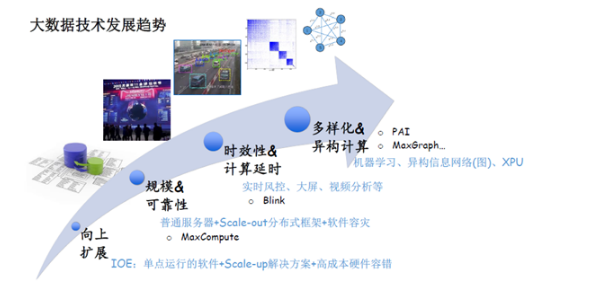 大数据技术发展趋势
多样化&
异构计算
○ PAI
○ MaxGraph...
机器学习、异构信息网络(图)、XPU
时效性&
计算延时
实时风控、大屏、视频分析等
○ Blink
规模&
可靠性
普通服务器+Scale-out分布式框架+软件容灾
○ MaxCompute
向上
扩展
IOE：单点运行的软件+Scale-up解决方案+高成本硬件容错